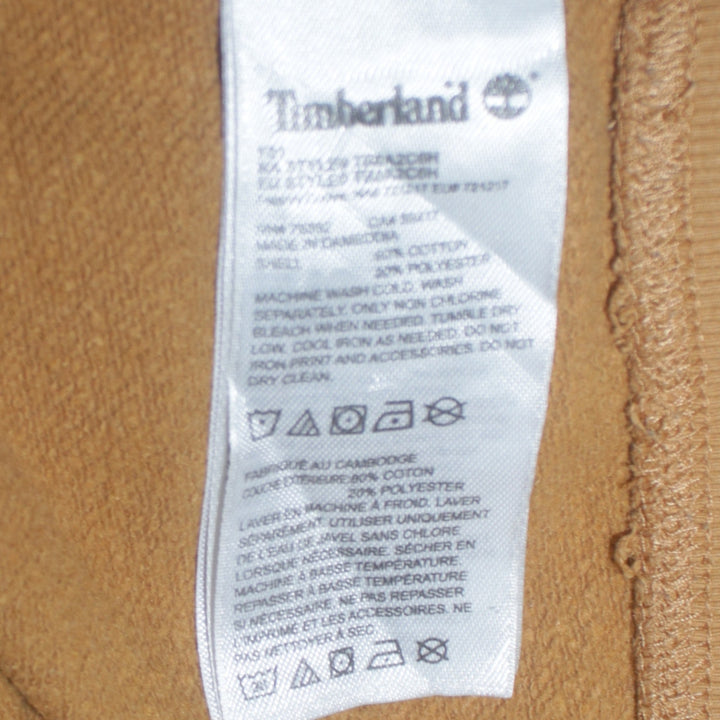 Timberland
MADE IN CAMBODIA
SHELL COTTON
20% POLYESTER
MACHINE WASH COLD. WASH
SEPARATELY. ONLY NON CHLORINE
BLEACH WHEN NEEDED. TUMBLE DRY
LOW. COOL IRON AS NEEDED. DO NOT
IRON PRINT AND ACCESSORIES. DO NOT
DRY CLEAN.
FABRIQUÉ AU CAMBODGE
COUCHE EXTÉRIEURE:80% COTON
20% POLYESTER
LAVER EN MACHINE À FROID. LAVER
SÉPARÉMENT. UTILISER UNIQUEMENT
DE L'EAU DE JAVEL SANS CHLORE
LORSQUE NÉCESSAIRE. SÉCHER EN
MACHINE À BASSE TEMPÉRATURE.
REPASSER À BASSE TEMPÉRATURE
SI NÉCESSAIRE. NE PAS REPASSER
L'IMPRIMÉ ET LES ACCESSOIRES. NE
PAS NETTOYER À SEC.
30